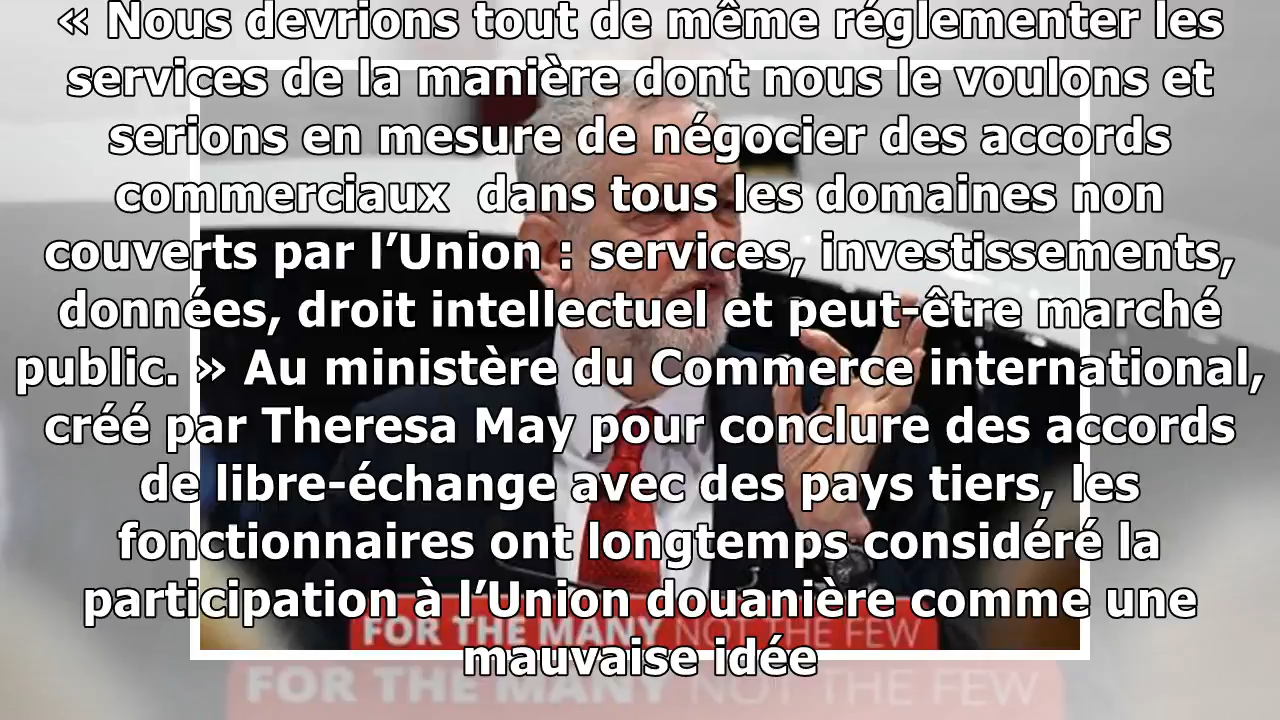 « Nous devrions tout de même réglementer les
services de la manière dont nous le voulons et
serions en mesure de négocier des accords
commerciaux  dans tous les domaines non
couverts par l’Union : services, investissements,
données, droit intellectuel et peut-être marché
public. » Au ministère du Commerce international,
créé par Theresa May pour conclure des accords
de libre-échange avec des pays tiers, les
fonctionnaires ont longtemps considéré la
participation à l’Union douanière comme une
FOR THE MANY NOT THE FEW
mauvaise idée
FOR THE MANY NOT THE FEW